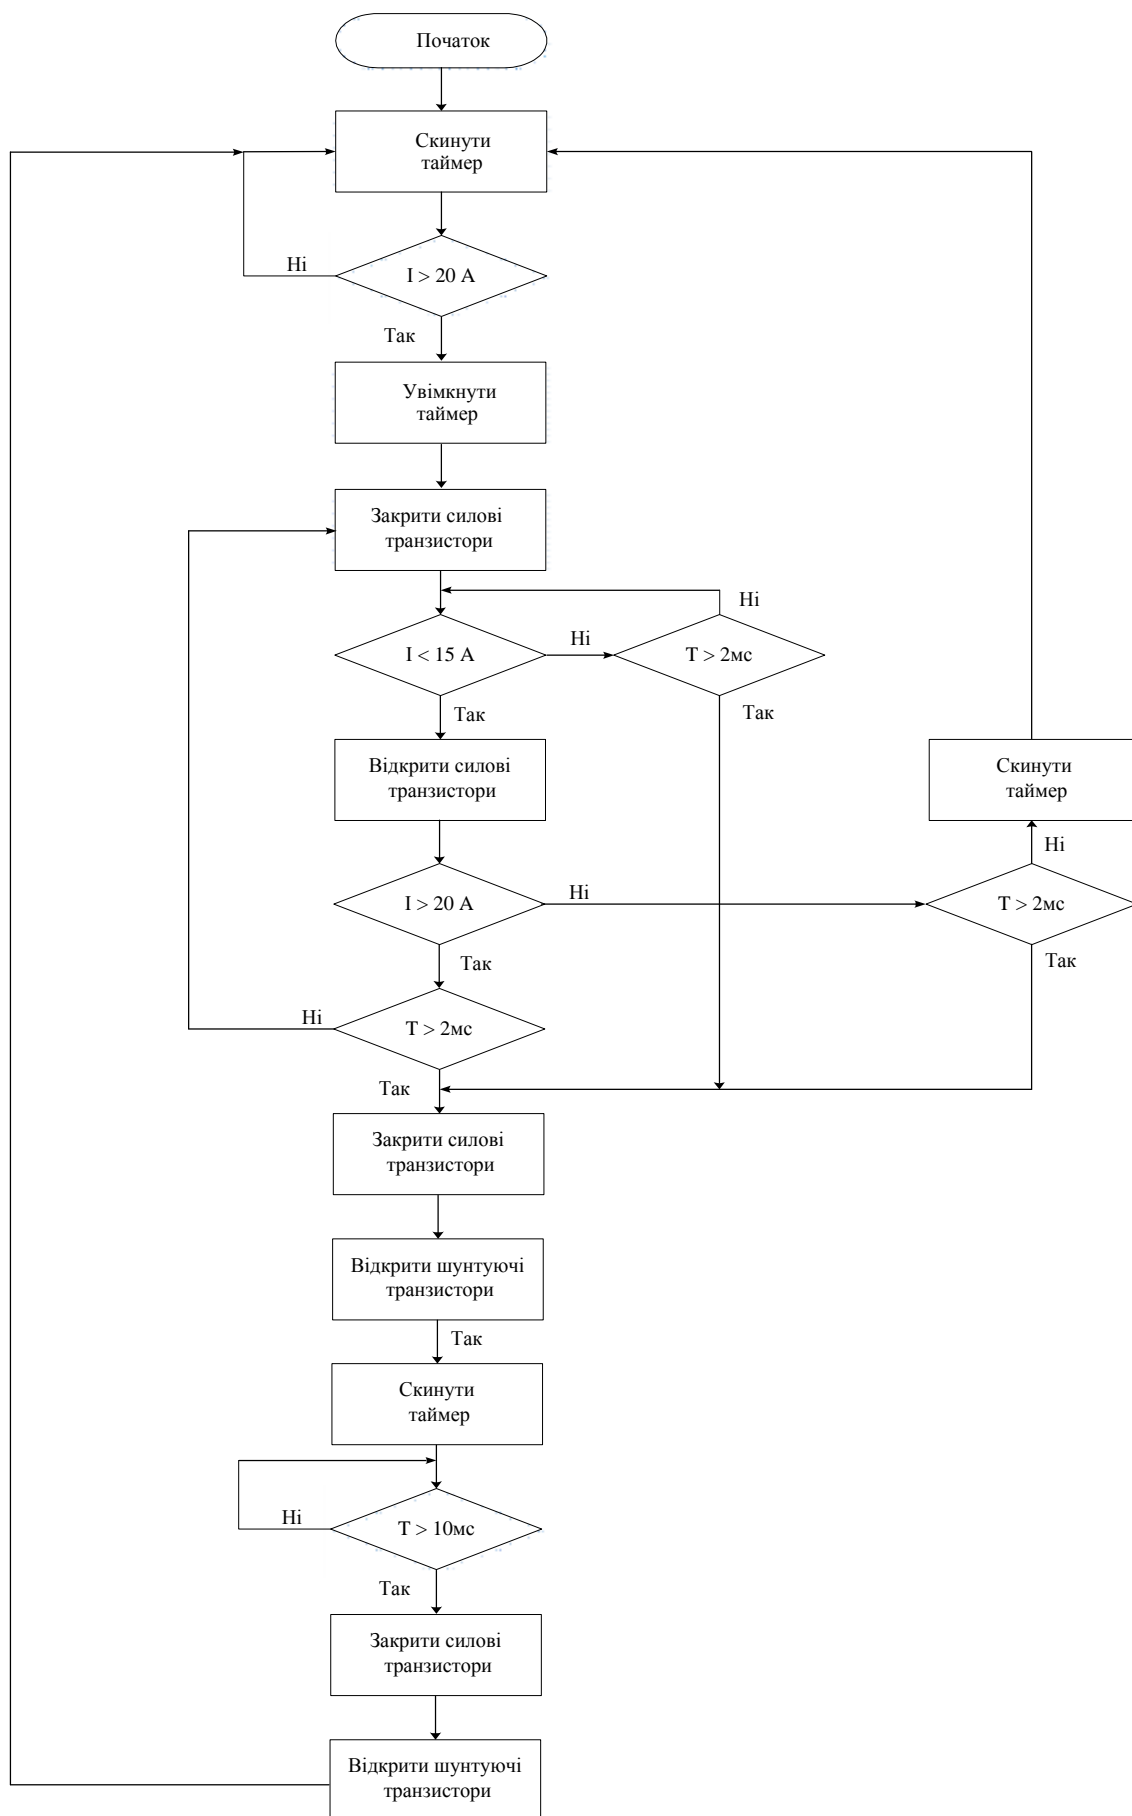 Початок
Скинути
таймер
Ні
I > 20 A
Так
Увімкнути
таймер
Закрити силові
транзистори
Ні
I < 15 A
Ні
T > 2мс
Так
Так
Відкрити силові
транзистори
Скинути
таймер
Ні
I > 20 A
Ні
T > 2мс
Так
Так
Ні
T > 2мс
Так
Закрити силові
транзистори
Відкрити шунтуючі
транзистори
Так
Скинути
таймер
Ні
T > 10мс
Так
Закрити силові
транзистори
Відкрити шунтуючі
транзистори